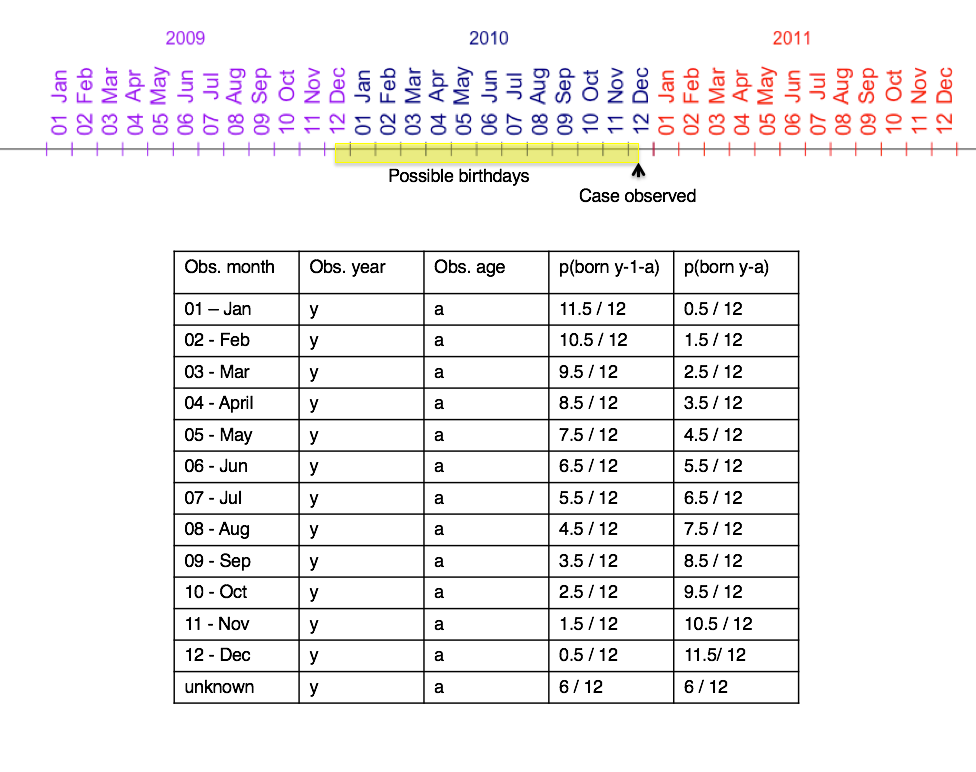 2009 2010 2011
01 Jan 02 Feb 03 Mar 04 Apr 05 May 06 Jun 07 Jul 08 Aug 09 Sep 10 Oct 11 Nov 12 Dec 01 Jan 02 Feb 03 Mar 04 Apr 05 May 06 Jun 07 Jul 08 Aug 09 Sep 10 Oct 11 Nov 12 Dec 01 Jan 02 Feb 03 Mar 04 Apr 05 May 06 Jun 07 Jul 08 Aug 09 Sep 10 Oct 11 Nov 12 Dec
Possible birthdays
Case observed
Obs. month Obs. year Obs. age p(born y-1-a) p(born y-a)
01 – Jan y a 11.5 / 12 0.5 / 12
02 - Feb y a 10.5 / 12 1.5 / 12
03 - Mar y a 9.5 / 12 2.5 / 12
04 - April y a 8.5 / 12 3.5 / 12
05 - May y a 7.5 / 12 4.5 / 12
06 - Jun y a 6.5 / 12 5.5 / 12
07 - Jul y a 5.5 / 12 6.5 / 12
08 - Aug y a 4.5 / 12 7.5 / 12
09 - Sep y a 3.5 / 12 8.5 / 12
10 - Oct y a 2.5 / 12 9.5 / 12
11 - Nov y a 1.5 / 12 10.5 / 12
12 - Dec y a 0.5 / 12 11.5/ 12
unknown y a 6 / 12 6 / 12